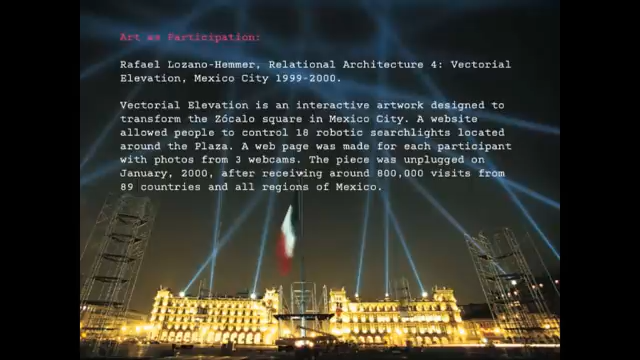 Art as Participation:
Rafael Lozano-Hemmer, Relational Architecture 4: Vectorial
Elevation, Mexico City 1999-2000.
Vectorial Elevation is an interactive artwork designed to
transform the Zócalo square in Mexico City. A website
allowed people to control 18 robotic searchlights located
around the Plaza. A web page was made for each participant
with photos from 3 webcams. The piece was unplugged on
January, 2000, after receiving around 800,000 visits from
89 countries and all regions of Mexico.